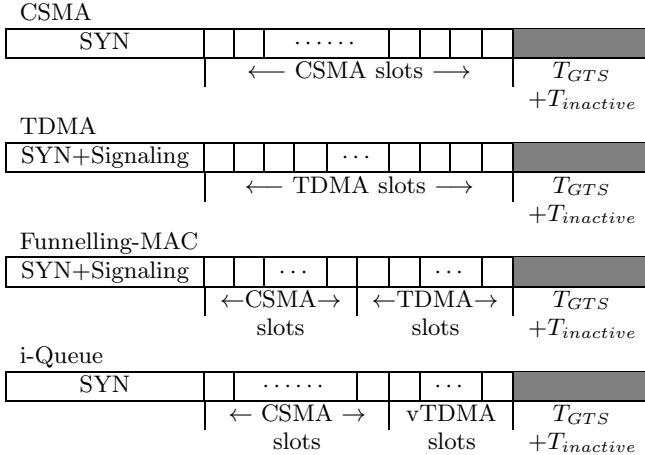 CSMA
SYN ······
←— CSMA slots —→ T_GTS
+T_inactive
TDMA
SYN+Signaling ···
←— TDMA slots —→ T_GTS
+T_inactive
Funnelling-MAC
SYN+Signaling ··· ···
←CSMA→ ←TDMA→ T_GTS
slots slots +T_inactive
i-Queue
SYN ······ ···
← CSMA → vTDMA T_GTS
slots slots +T_inactive